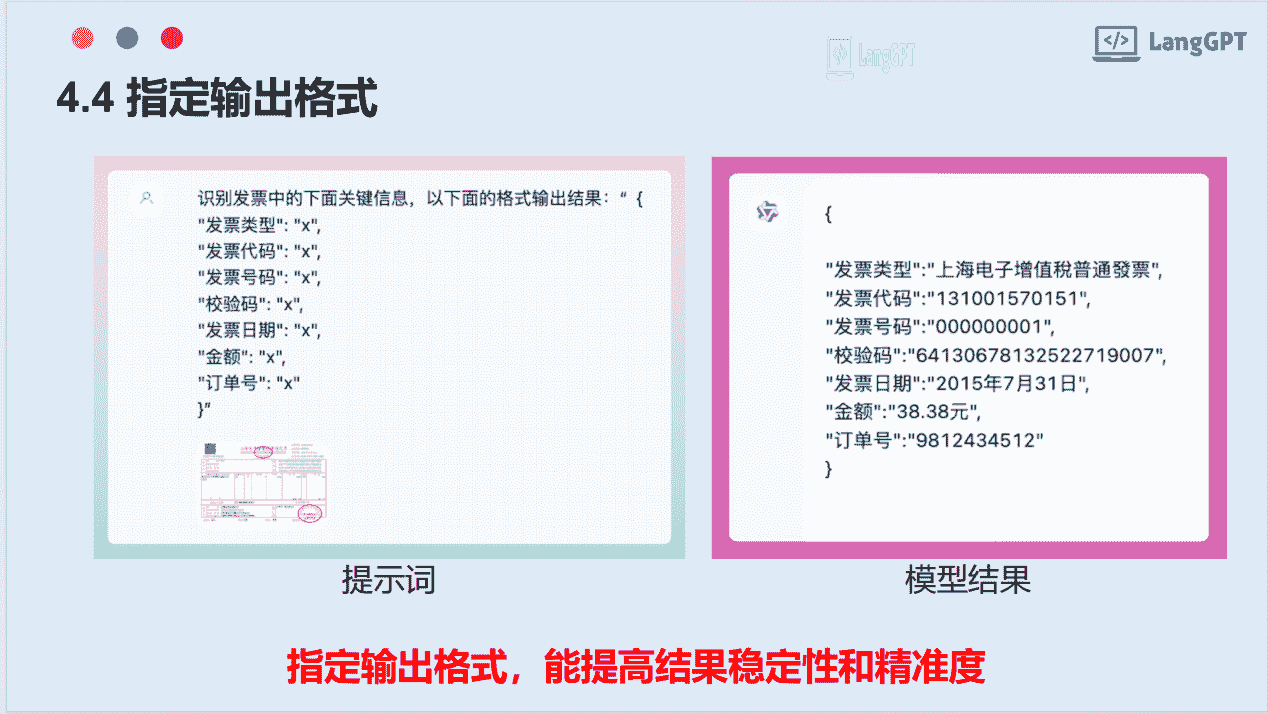 LangGPT
LangGPT
4.4 指定输出格式
识别发票中的下面关键信息，以下面的格式输出结果：“ {
"发票类型": "x",
"发票代码": "x",
"发票号码": "x",
"校验码": "x",
"发票日期": "x",
"金额": "x",
"订单号": "x"
}”
{
"发票类型":"上海电子增值税普通發票",
"发票代码":"131001570151",
"发票号码":"000000001",
"校验码":"64130678132522719007",
"发票日期":"2015年7月31日",
"金额":"38.38元",
"订单号":"9812434512"
}
提示词
模型结果
指定输出格式，能提高结果稳定性和精准度